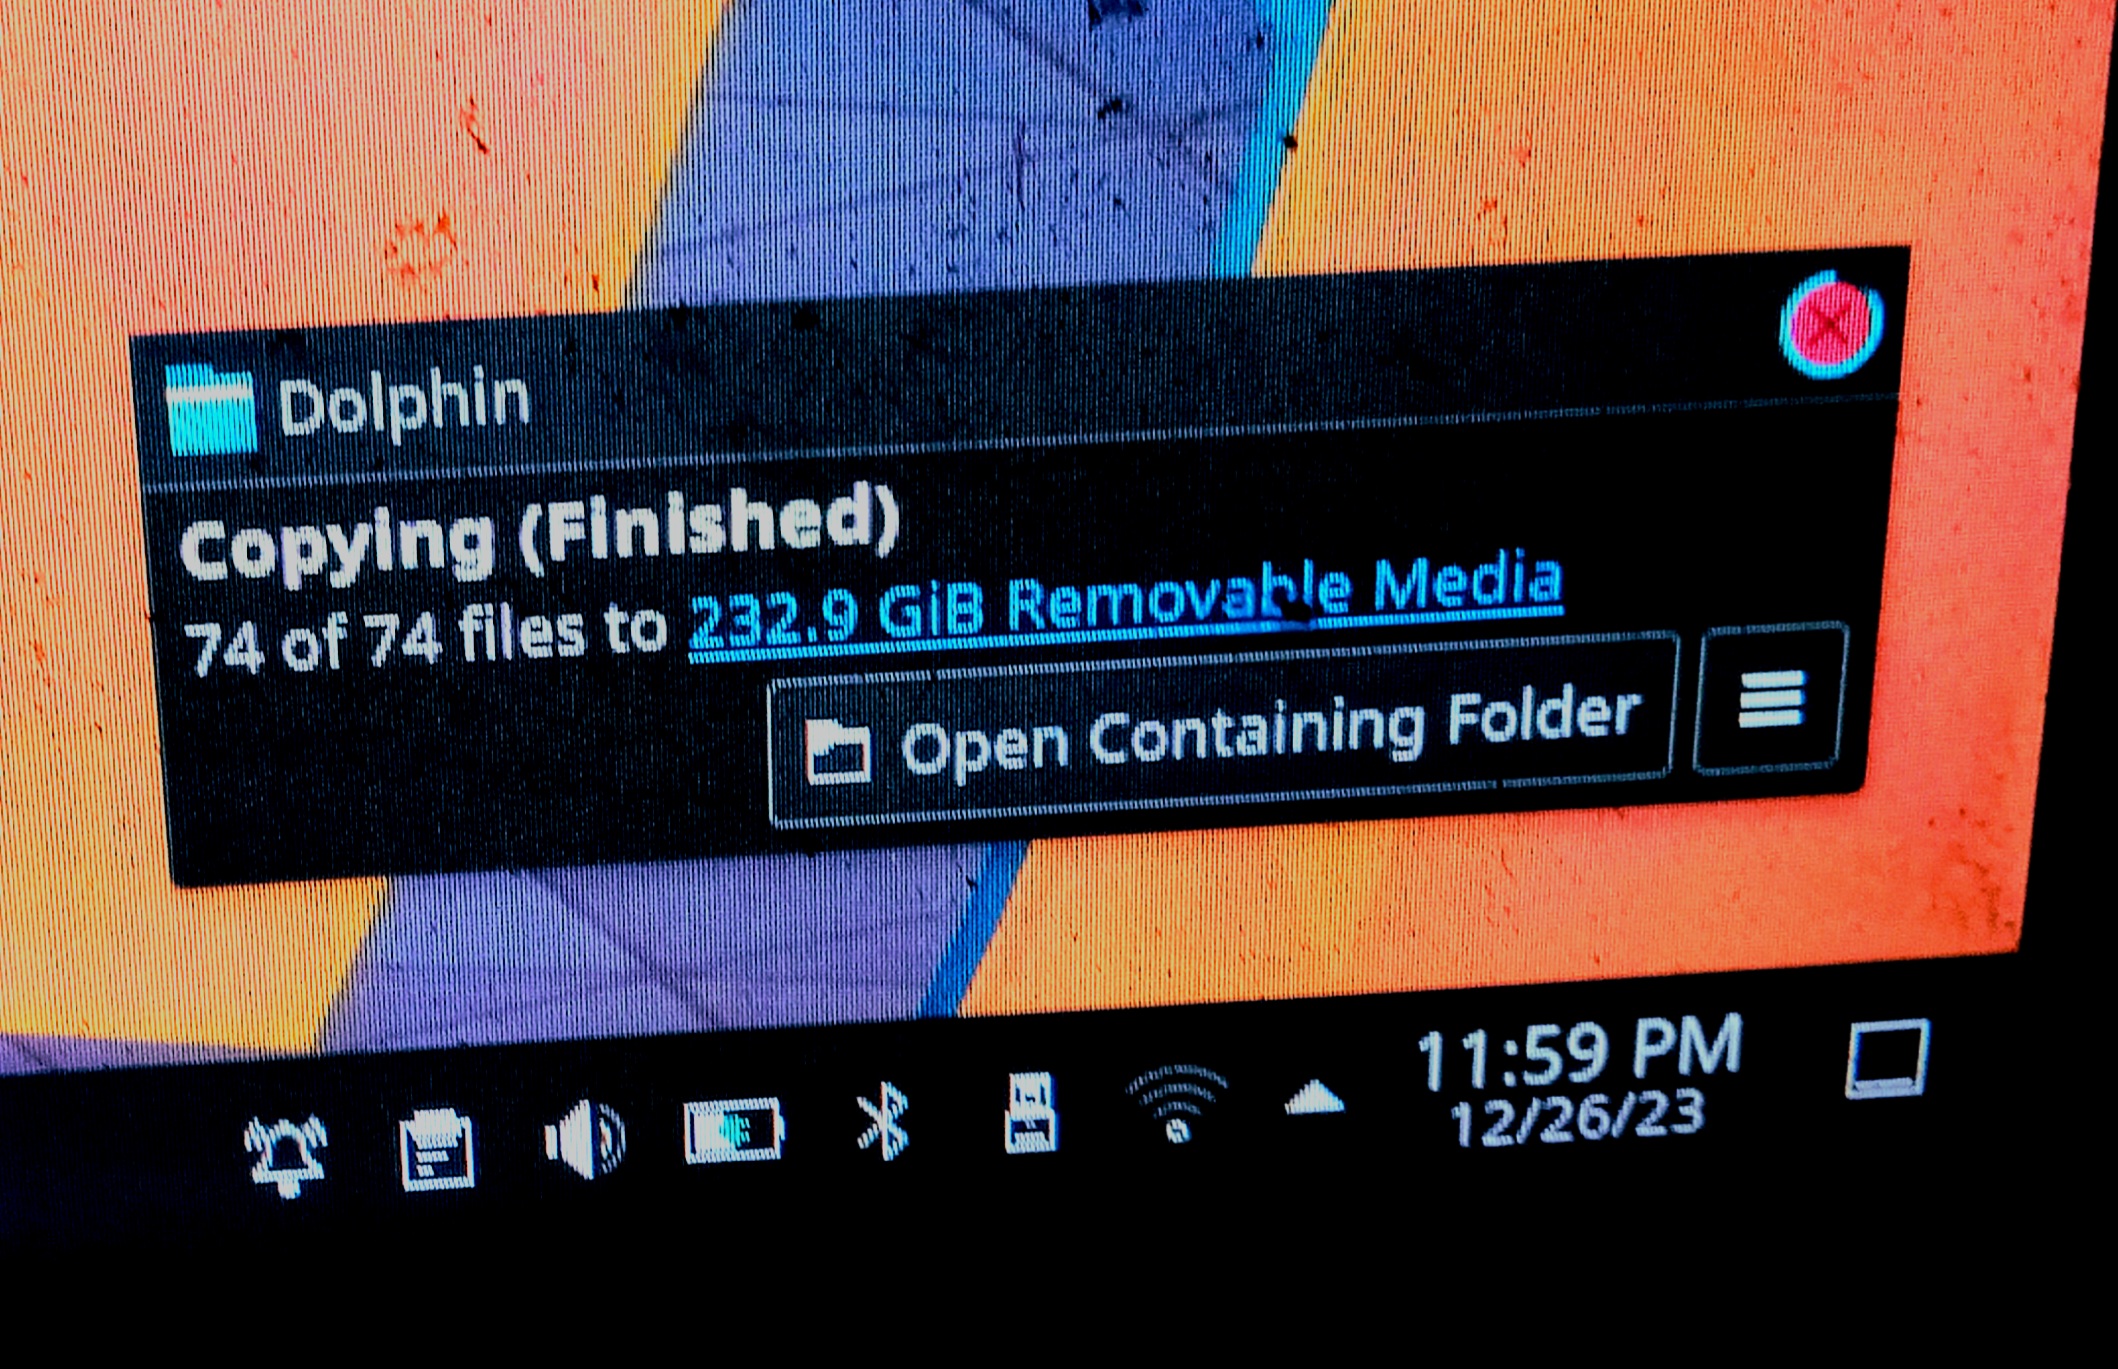 Dolphin
Copying (Finished)
74 of 74 files to 232.9 GiB Removable Media
Open Containing Folder
11:59 PM
12/26/23